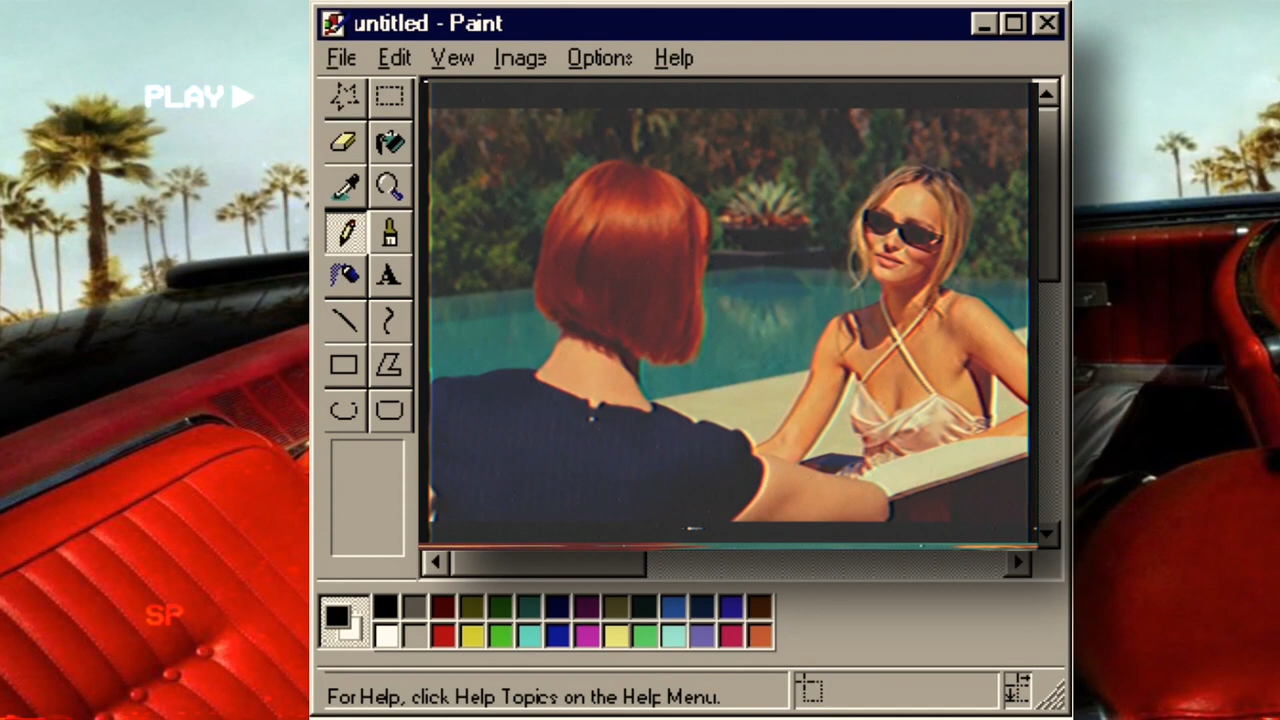 untitled - Paint
File Edit View Image Options Help
PLAY
A
SP
For Help, click Help Topics on the Help Menu.